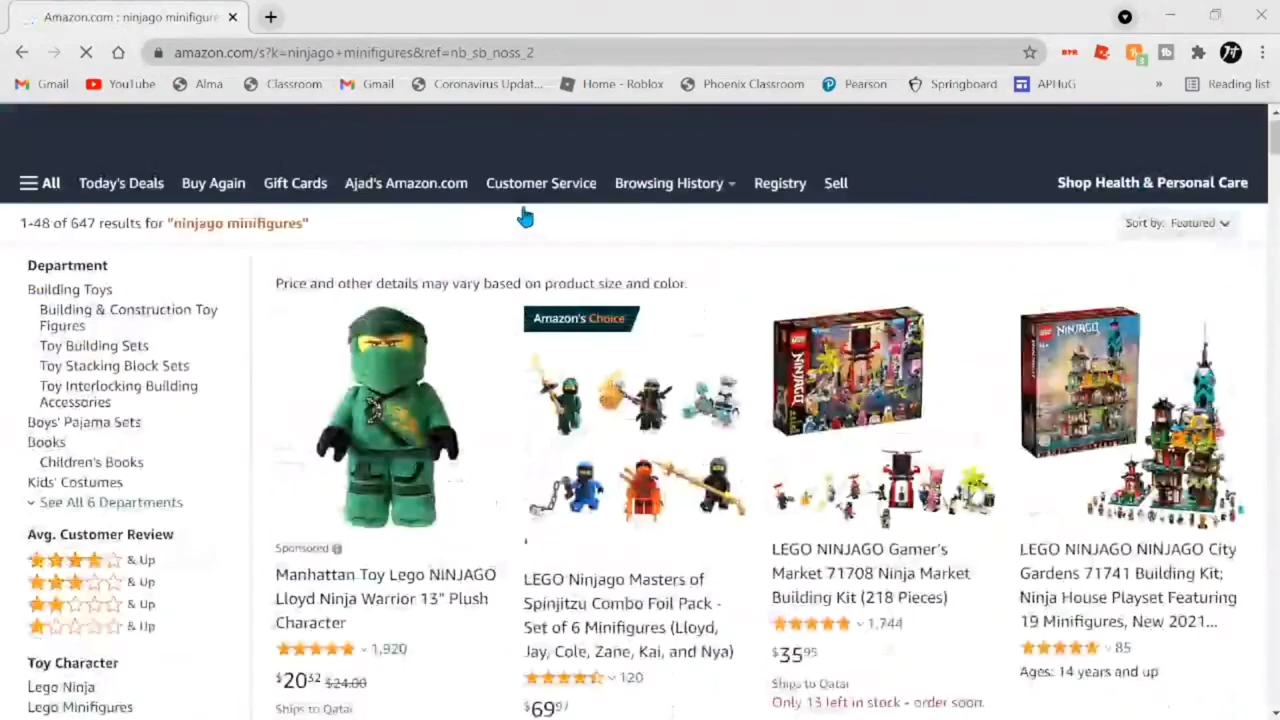 Amazon.com : ninjago minifigure
amazon.com/s?k=ninjago+minifigures&ref=nb_sb_noss_2
Gmail YouTube Alma Classroom Gmail Coronavirus Updat... Home - Roblox Phoenix Classroom Pearson Springboard APHuG » Reading list
All Today's Deals Buy Again Gift Cards Ajad's Amazon.com Customer Service Browsing History Registry Sell Shop Health & Personal Care
1-48 of 647 results for "ninjago minifigures" Sort by: Featured
Department
Building Toys
Building & Construction Toy
Figures
Toy Building Sets
Toy Stacking Block Sets
Toy Interlocking Building
Accessories
Boys' Pajama Sets
Books
Children's Books
Kids' Costumes
See All 6 Departments
Avg. Customer Review
& Up
& Up
& Up
& Up
Toy Character
Lego Ninja
Lego Minifigures
Price and other details may vary based on product size and color.
Sponsored
Manhattan Toy Lego NINJAGO
Lloyd Ninja Warrior 13" Plush
Character
1,920
$20.32 $24.00
Ships to Qatar
Amazon's Choice
LEGO Ninjago Masters of
Spinjitzu Combo Foil Pack -
Set of 6 Minifigures (Lloyd,
Jay, Cole, Zane, Kai, and Nya)
120
$69.97
LEGO
NINJAGO
LEGO NINJAGO Gamer's
Market 71708 Ninja Market
Building Kit (218 Pieces)
1,744
$35.95
Ships to Qatar
Only 13 left in stock - order soon.
LEGO
NINJAGO
LEGO NINJAGO NINJAGO City
Gardens 71741 Building Kit;
Ninja House Playset Featuring
19 Minifigures, New 2021...
85
Ages: 14 years and up